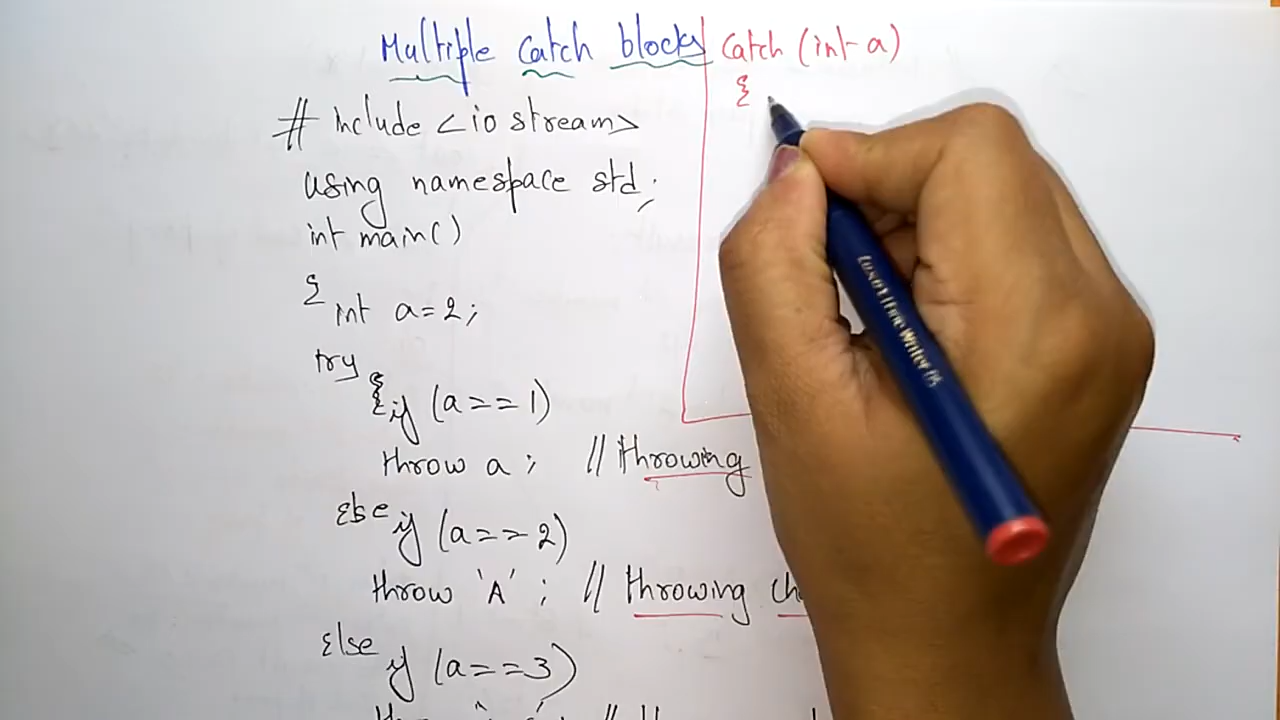 Multiple catch blocks
# include <iostream>
using namespace std;
int main()
{ int a=2;
try
{ if (a==1)
throw a; // throwing
Else if (a==2)
throw 'A'; // throwing
Else if (a==3)
catch (int a)
{